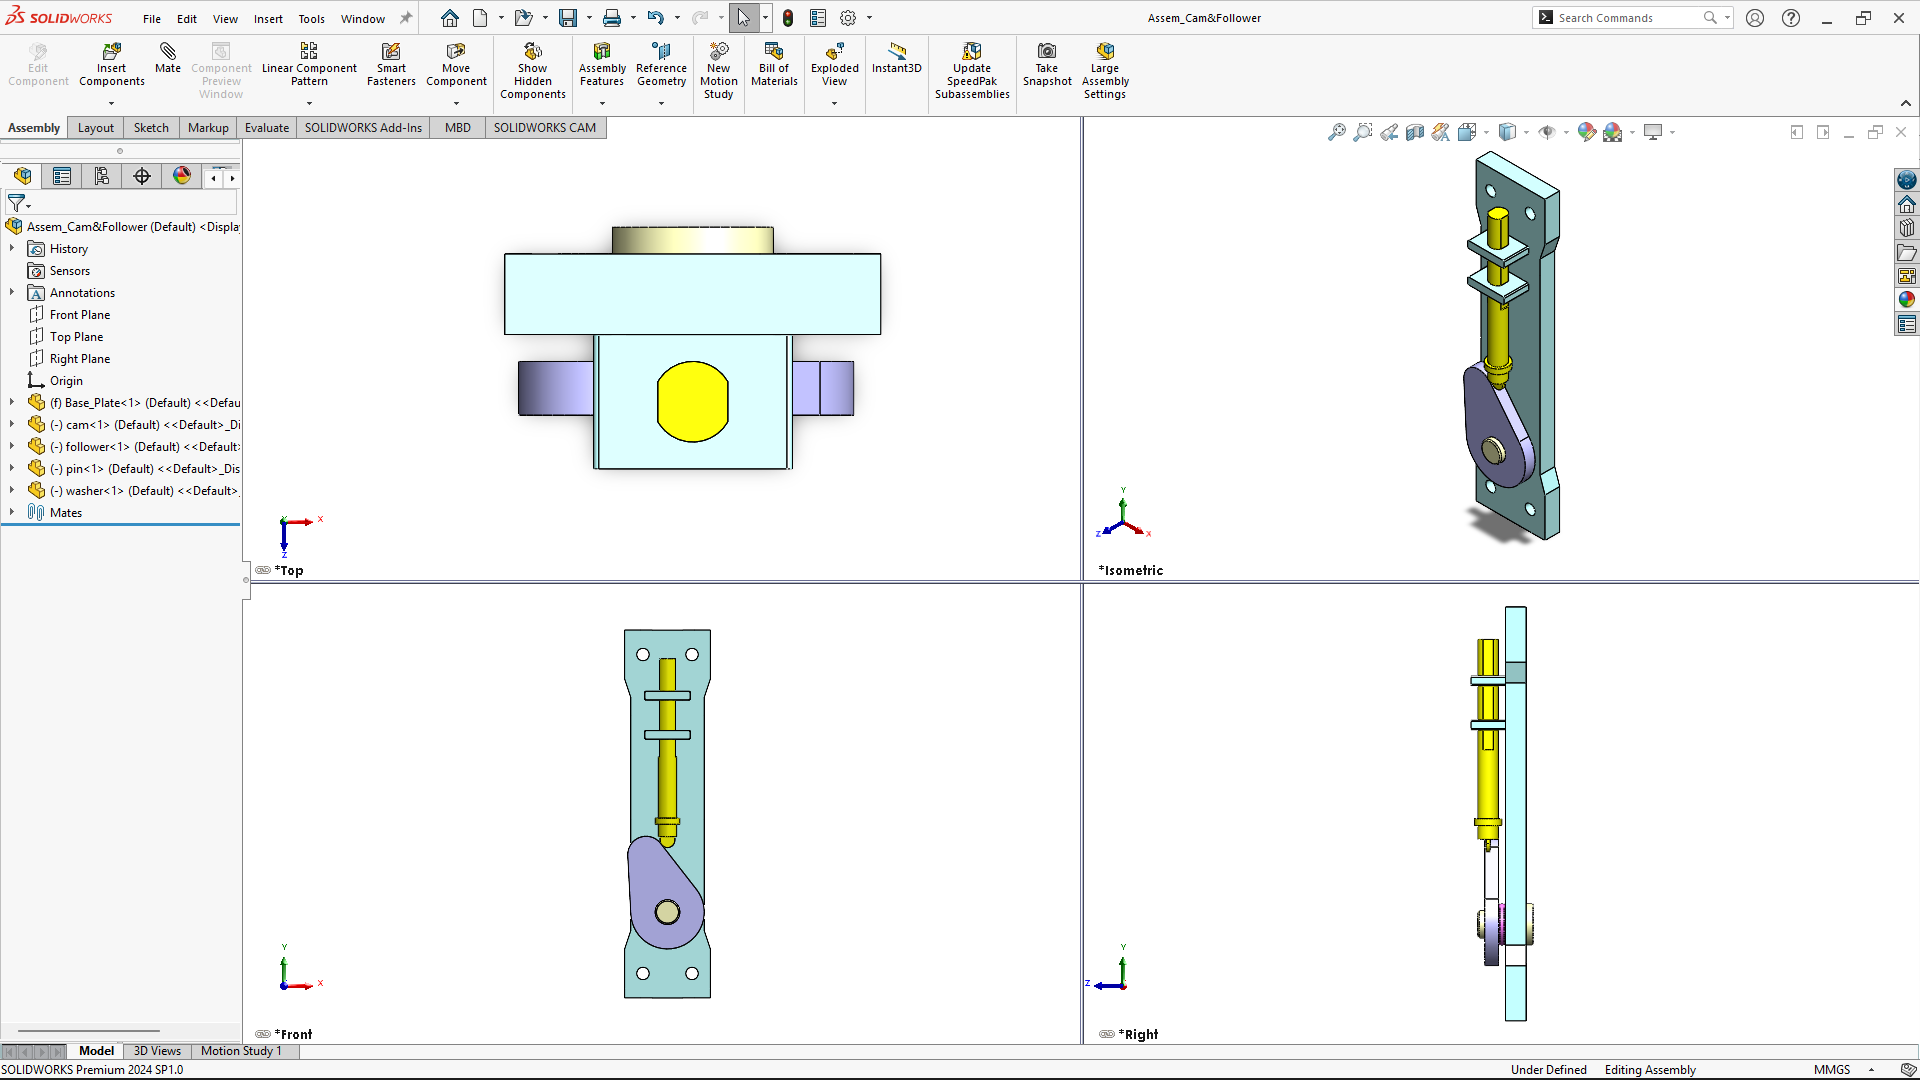 SOLIDWORKS File Edit View Insert Tools Window Assem_Cam&Follower Search Commands
Edit Component
Insert Components
Mate
Component Preview Window
Linear Component Pattern
Smart Fasteners
Move Component
Show Hidden Components
Assembly Features
Reference Geometry
New Motion Study
Bill of Materials
Exploded View
Instant3D
Update SpeedPak Subassemblies
Take Snapshot
Large Assembly Settings
Assembly Layout Sketch Markup Evaluate SOLIDWORKS Add-Ins MBD SOLIDWORKS CAM
Assem_Cam&Follower (Default) <Displa
History
Sensors
A Annotations
Front Plane
Top Plane
Right Plane
Origin
(f) Base_Plate<1> (Default) <<Defau
(-) cam<1> (Default) <<Default>_Di
(-) follower<1> (Default) <<Default>
(-) pin<1> (Default) <<Default>_Dis
(-) washer<1> (Default) <<Default>_
Mates
Y X
Z
*Top
Y
Z X
*Isometric
Y
X
*Front
Y
Z
*Right
Model 3D Views Motion Study 1
SOLIDWORKS Premium 2024 SP1.0 Under Defined Editing Assembly MMGS